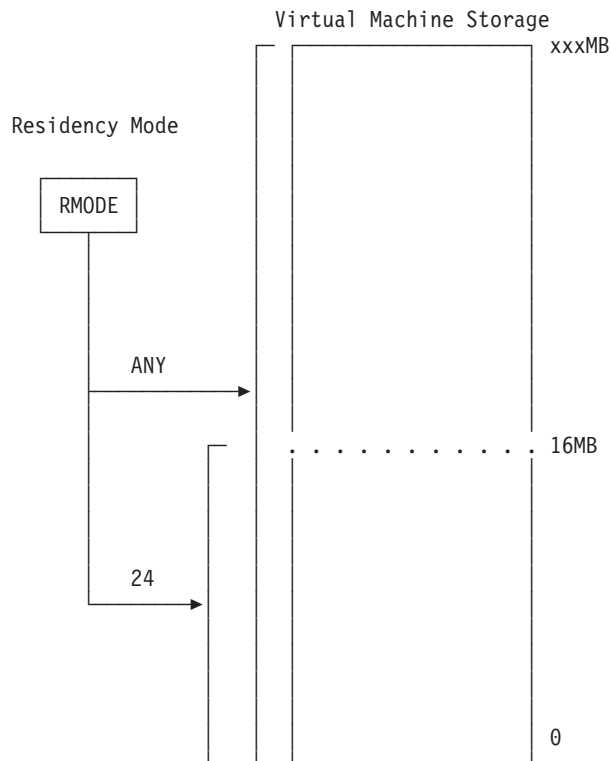 Virtual Machine Storage
xxxMB
Residency Mode
RMODE
ANY
16MB
24
0